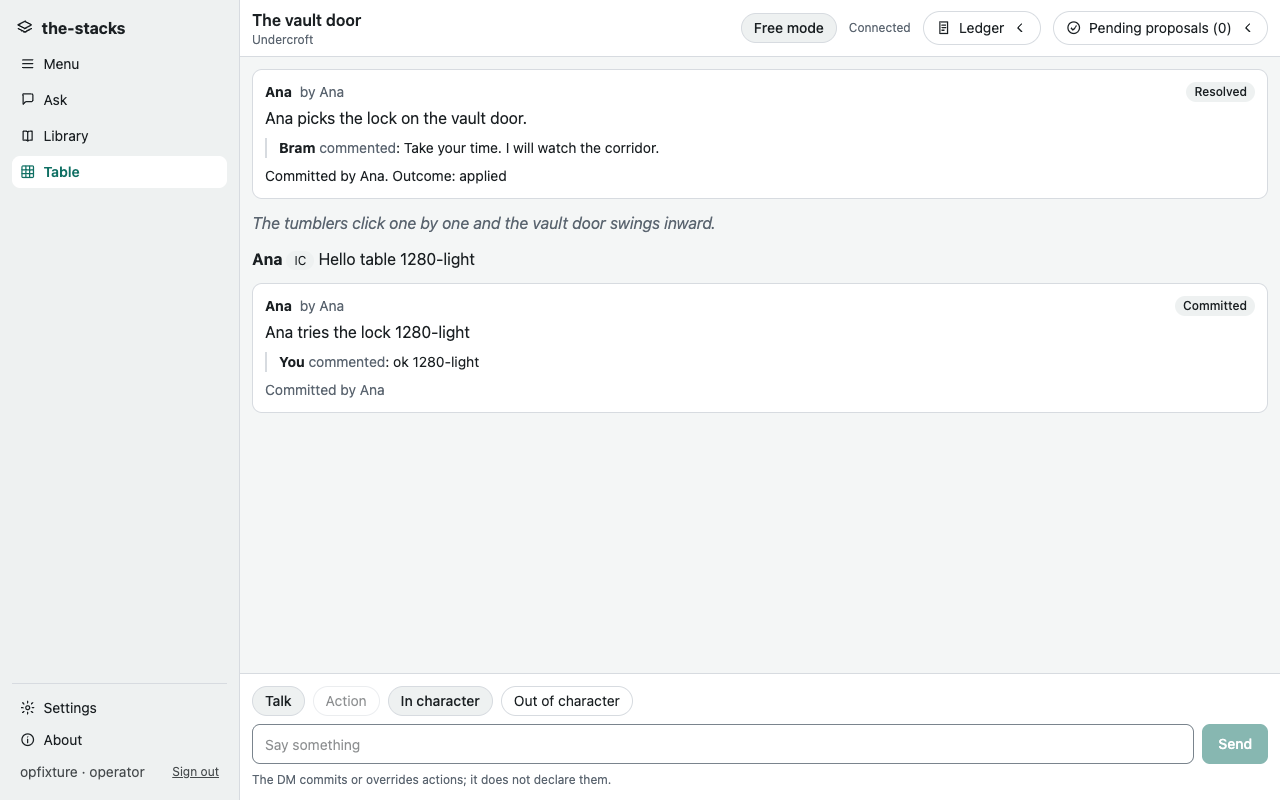 the-stacks
Menu
Ask
Library
Table
Settings
About
opfixture · operator
Sign out
The vault door
Undercroft
Free mode
Connected
Ledger
Pending proposals (0)
Ana by Ana
Resolved
Ana picks the lock on the vault door.
Bram commented: Take your time. I will watch the corridor.
Committed by Ana. Outcome: applied
The tumblers click one by one and the vault door swings inward.
Ana IC Hello table 1280-light
Ana by Ana
Committed
Ana tries the lock 1280-light
You commented: ok 1280-light
Committed by Ana
Talk
Action
In character
Out of character
Say something
Send
The DM commits or overrides actions; it does not declare them.